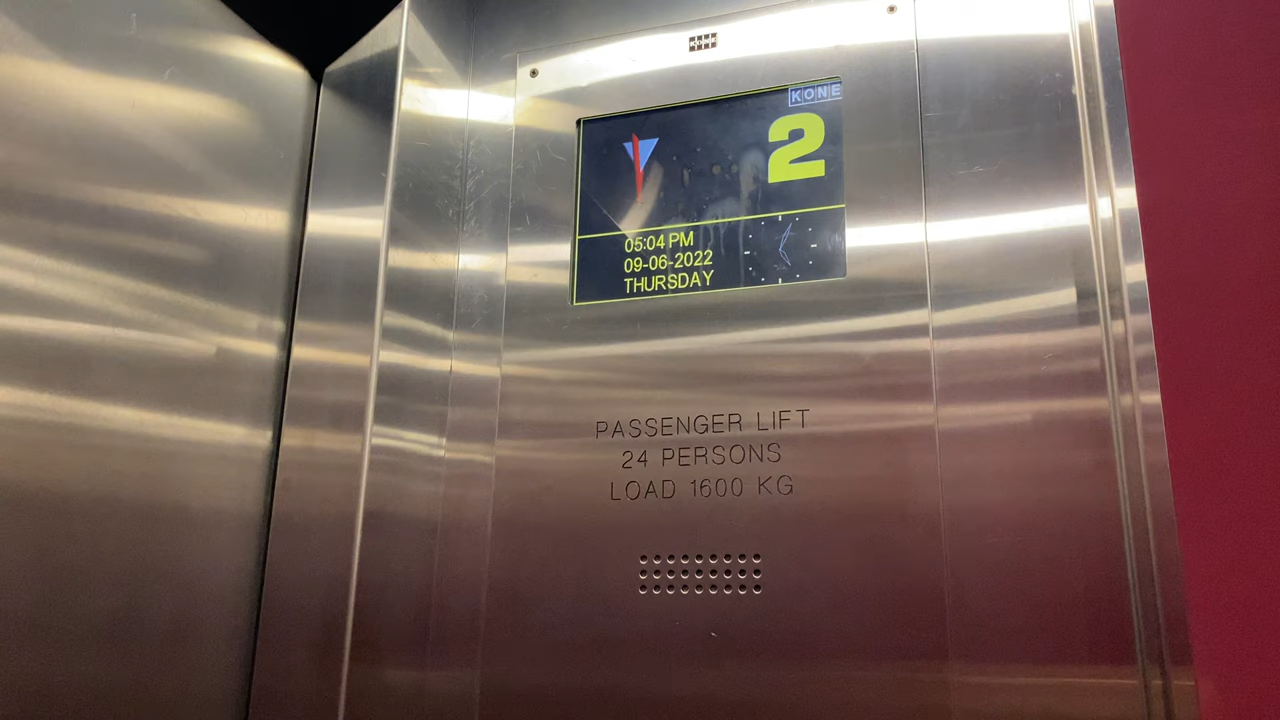 KONE
2
05:04 PM
09-06-2022
THURSDAY
PASSENGER LIFT
24 PERSONS
LOAD 1600 KG